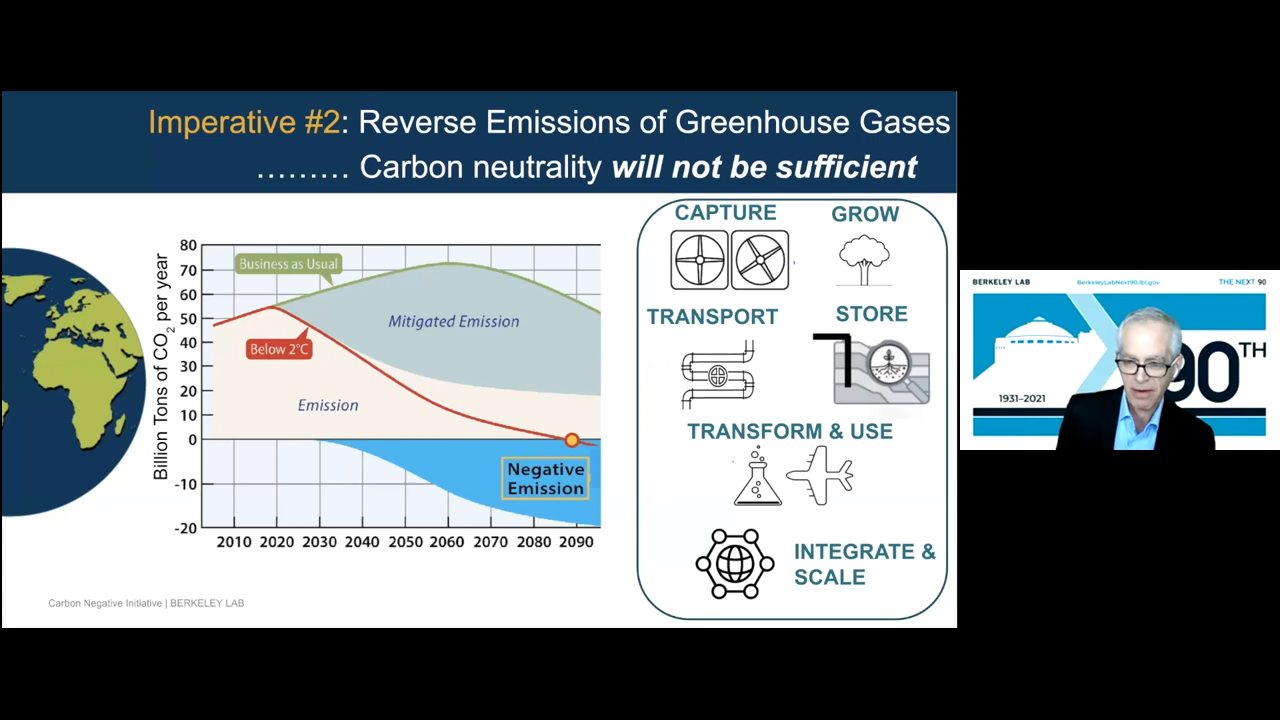 Imperative #2: Reverse Emissions of Greenhouse Gases
......... Carbon neutrality will not be sufficient
Billion Tons of CO2 per year
80
70
60
50
40
30
20
10
0
-10
-20
Business as Usual
Mitigated Emission
Below 2°C
Emission
Negative
Emission
2010 2020 2030 2040 2050 2060 2070 2080 2090
CAPTURE
GROW
TRANSPORT
STORE
TRANSFORM & USE
INTEGRATE &
SCALE
Carbon Negative Initiative | BERKELEY LAB
BERKELEY LAB
BerkeleyLabNext90.lbl.gov
THE NEXT 90
90TH
1931–2021